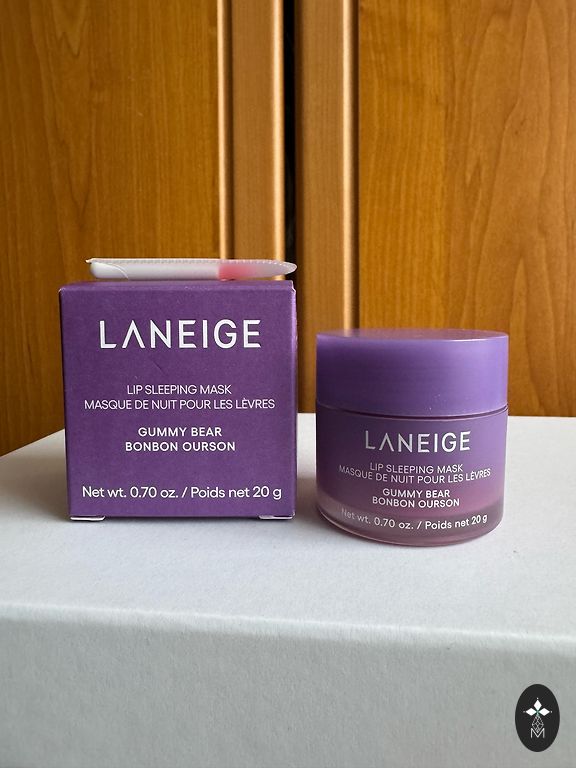 LANEIGE
LIP SLEEPING MASK
MASQUE DE NUIT POUR LES LÈVRES
GUMMY BEAR
BONBON OURSON
Net wt. 0.70 oz. / Poids net 20 g
LANEIGE
LIP SLEEPING MASK
MASQUE DE NUIT POUR LES LÈVRES
GUMMY BEAR
BONBON OURSON
Net wt. 0.70 oz. / Poids net 20 g
M